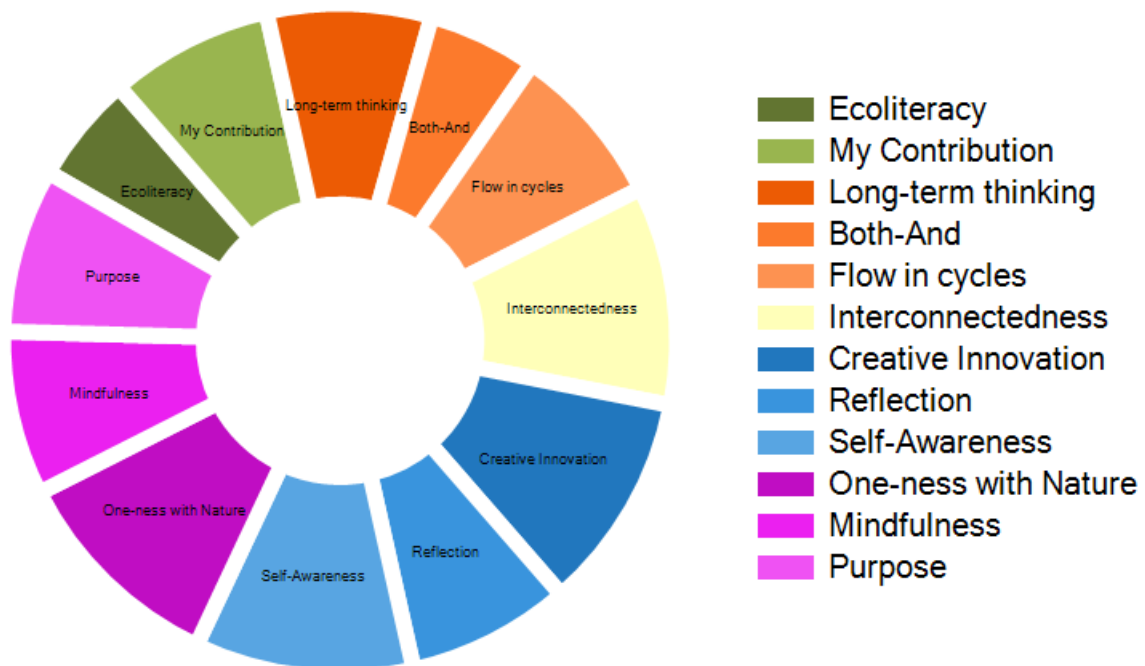 Long-term thinking
Both-And
My Contribution
Flow in cycles
Ecoliteracy
Purpose
Interconnectedness
Mindfulness
Creative Innovation
One-ness with Nature
Reflection
Self-Awareness
Ecoliteracy
My Contribution
Long-term thinking
Both-And
Flow in cycles
Interconnectedness
Creative Innovation
Reflection
Self-Awareness
One-ness with Nature
Mindfulness
Purpose